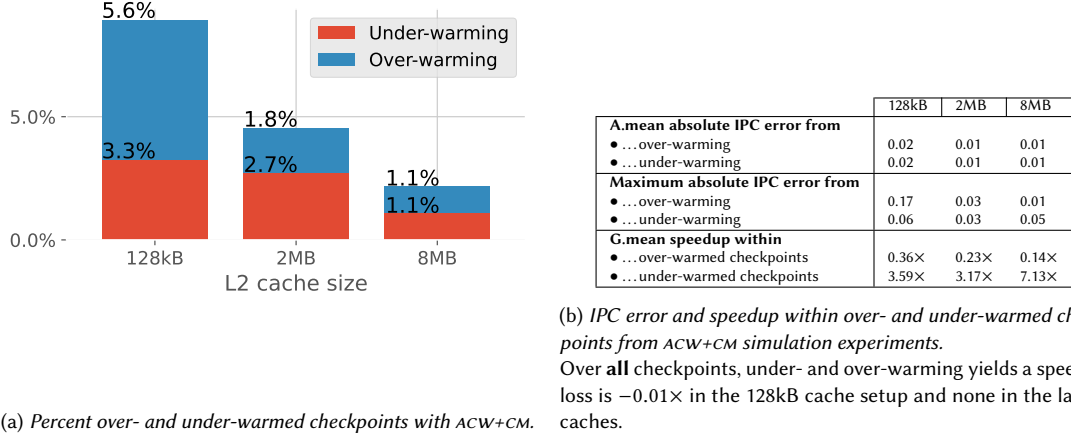 5.6%
Under-warming
Over-warming
5.0%
1.8%
3.3%
2.7%
1.1%
1.1%
0.0%
128kB 2MB 8MB
L2 cache size
(a) Percent over- and under-warmed checkpoints with ACW+CM.
128kB 2MB 8MB
A.mean absolute IPC error from
• ...over-warming 0.02 0.01 0.01
• ...under-warming 0.02 0.01 0.01
Maximum absolute IPC error from
• ...over-warming 0.17 0.03 0.01
• ...under-warming 0.06 0.03 0.05
G.mean speedup within
• ...over-warmed checkpoints 0.36× 0.23× 0.14×
• ...under-warmed checkpoints 3.59× 3.17× 7.13×
(b) IPC error and speedup within over- and under-warmed
points from ACW+CM simulation experiments.
Over all checkpoints, under- and over-warming yields a
loss is −0.01× in the 128kB cache setup and none in the
caches.